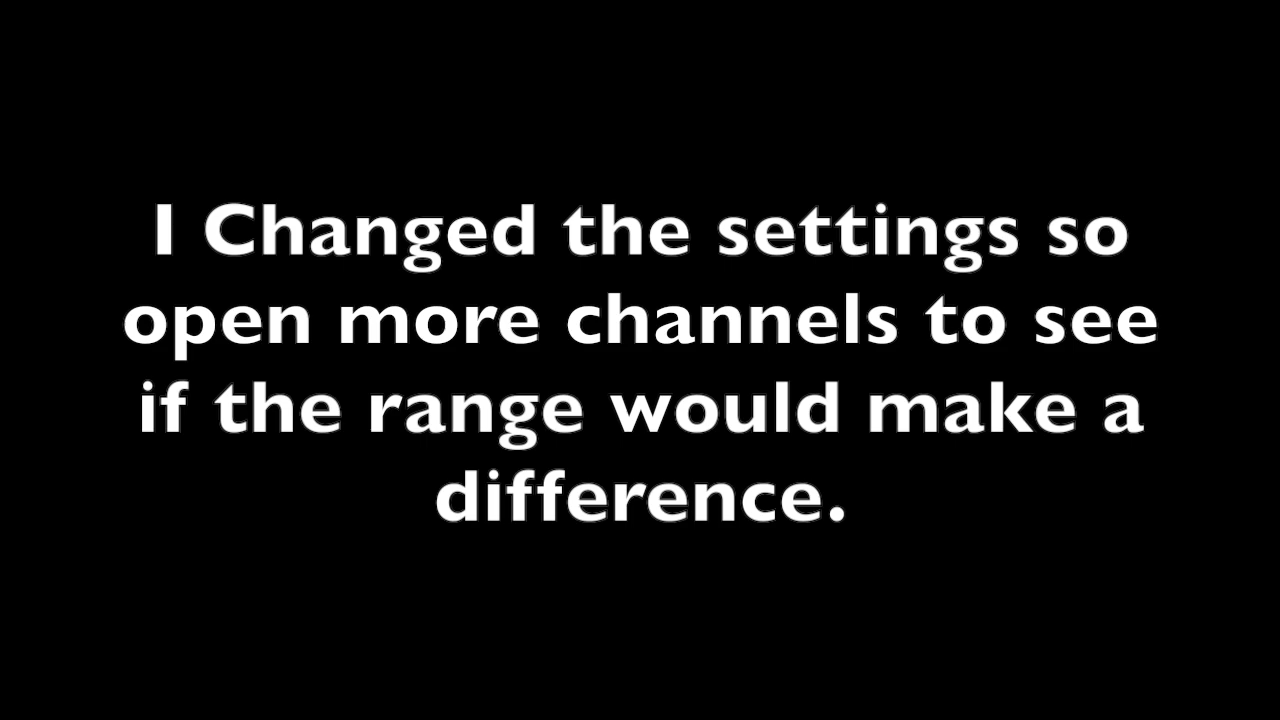 I Changed the settings so
open more channels to see
if the range would make a
difference.